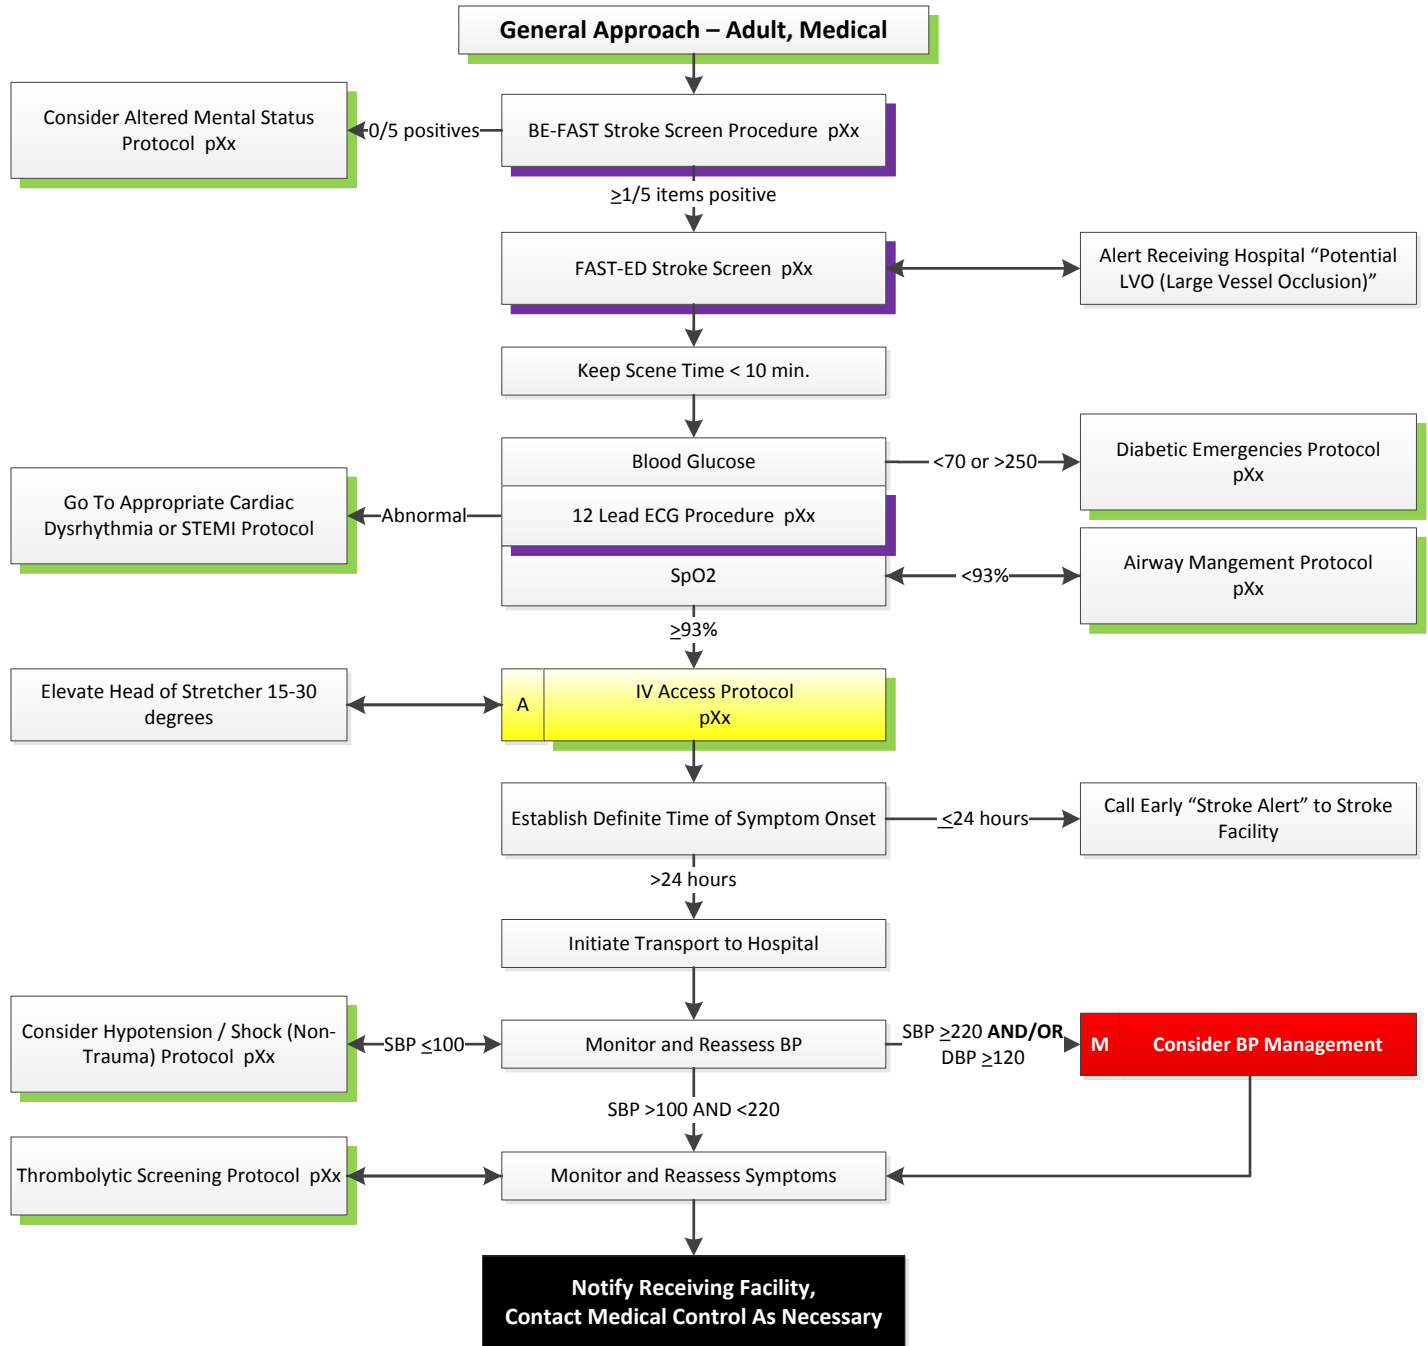 General Approach – Adult, Medical
Consider Altered Mental Status
Protocol pXx
0/5 positives
BE-FAST Stroke Screen Procedure pXx
≥1/5 items positive
FAST-ED Stroke Screen pXx
Alert Receiving Hospital “Potential
LVO (Large Vessel Occlusion)”
Keep Scene Time < 10 min.
Blood Glucose
<70 or >250
Diabetic Emergencies Protocol
pXx
Go To Appropriate Cardiac
Dysrhythmia or STEMI Protocol
Abnormal
12 Lead ECG Procedure pXx
SpO2
<93%
Airway Mangement Protocol
pXx
≥93%
Elevate Head of Stretcher 15-30
degrees
A
IV Access Protocol
pXx
Establish Definite Time of Symptom Onset
≤24 hours
Call Early “Stroke Alert” to Stroke
Facility
>24 hours
Initiate Transport to Hospital
Consider Hypotension / Shock (Non-
Trauma) Protocol pXx
SBP ≤100
Monitor and Reassess BP
SBP ≥220 AND/OR
DBP ≥120
M
Consider BP Management
SBP >100 AND <220
Thrombolytic Screening Protocol pXx
Monitor and Reassess Symptoms
Notify Receiving Facility,
Contact Medical Control As Necessary